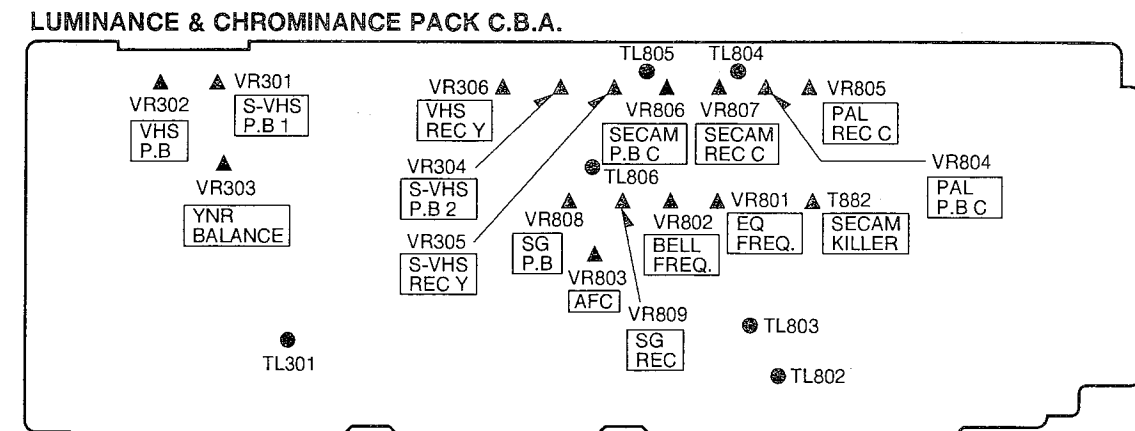 LUMINANCE & CHROMINANCE PACK C.B.A.
TL805
TL804
VR302
VHS
P.B
VR301
S-VHS
P.B 1
VR303
YNR
BALANCE
VR306
VHS
REC Y
VR304
S-VHS
P.B 2
VR305
S-VHS
REC Y
VR806
SECAM
P.B C
VR807
SECAM
REC C
VR805
PAL
REC C
VR804
PAL
P.B C
TL806
VR808
SG
P.B
VR802
BELL
FREQ.
VR801
EQ
FREQ.
T882
SECAM
KILLER
VR803
AFC
VR809
SG
REC
TL301
TL803
TL802